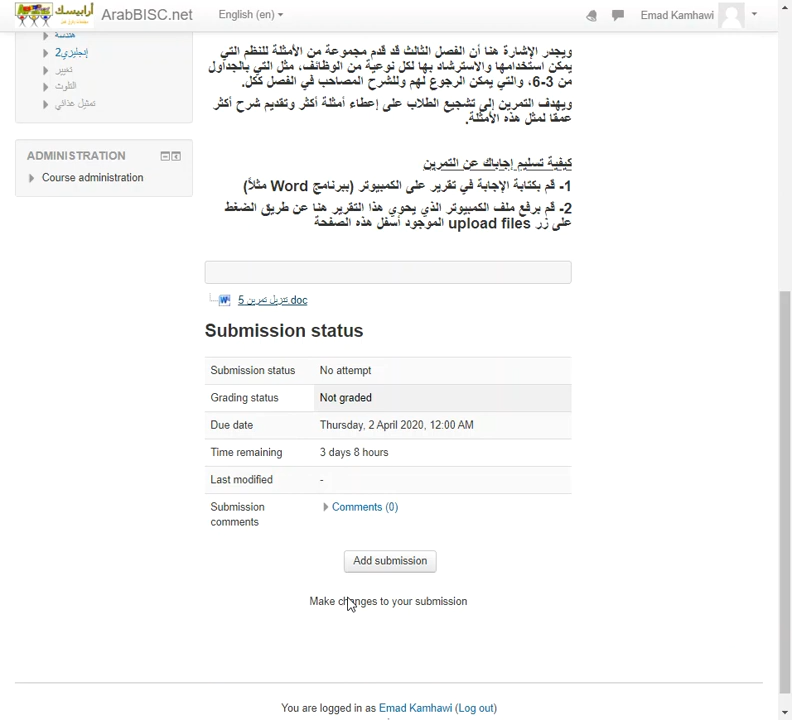 أرابيسك
ArabBISC.net
English (en)
Emad Kamhawi
هندسة
إنجليزي2
تغيير
التلوث
تمثيل غذائي
ADMINISTRATION
Course administration
ويجدر الإشارة هنا أن الفصل الثالث قد قدم مجموعة من الأمثلة للنظم التي
يمكن استخدامها والاسترشاد بها لكل نوعية من الوظائف، مثل التي بالجداول
من 3-6، والتي يمكن الرجوع لهم وللشرح المصاحب في الفصل ككل.
ويهدف التمرين إلى تشجيع الطلاب على إعطاء أمثلة أكثر وتقديم شرح أكثر
عمقا لمثل هذه الأمثلة.
كيفية تسليم إجاباك عن التمرين
1- قم بكتابة الإجابة في تقرير على الكمبيوتر (ببرنامج Word مثلاً)
2- قم برفع ملف الكمبيوتر الذي يحوي هذا التقرير هنا عن طريق الضغط
على زر upload files الموجود أسفل هذه الصفحة
تنزيل تمرين 5.doc
Submission status
Submission status No attempt
Grading status Not graded
Due date Thursday, 2 April 2020, 12:00 AM
Time remaining 3 days 8 hours
Last modified -
Submission comments Comments (0)
Add submission
Make changes to your submission
You are logged in as Emad Kamhawi (Log out)